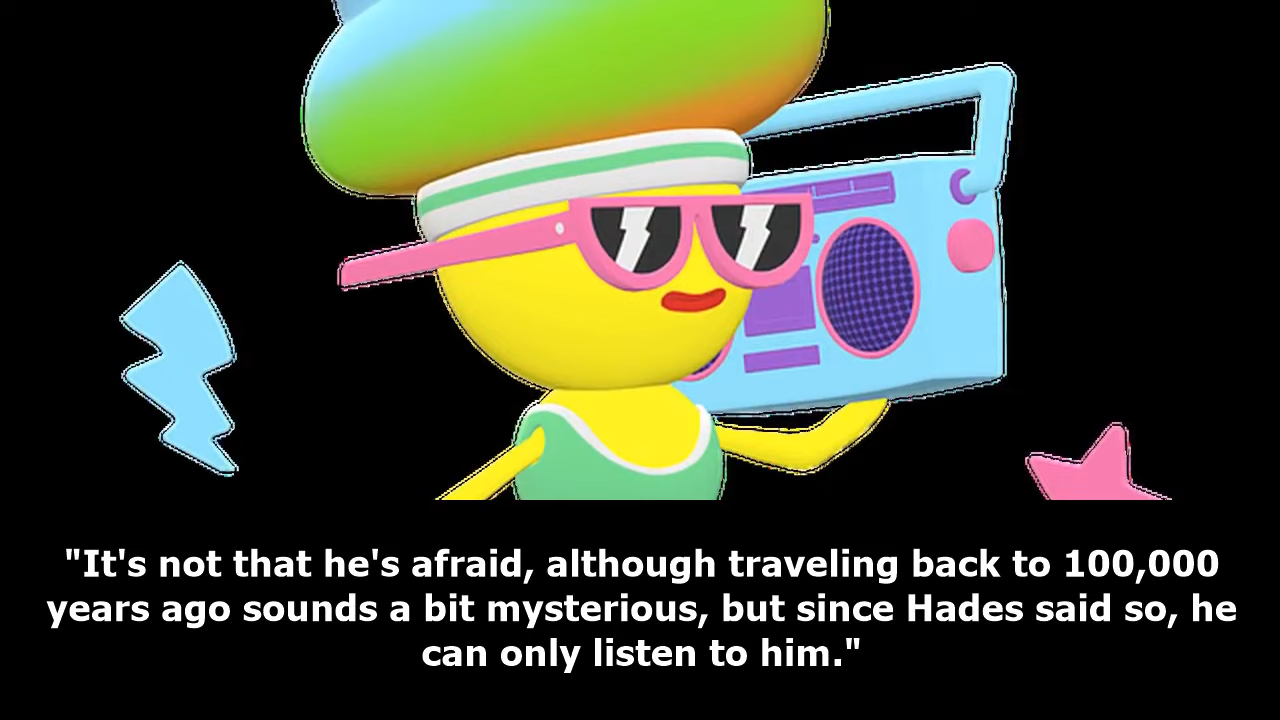 "It's not that he's afraid, although traveling back to 100,000
years ago sounds a bit mysterious, but since Hades said so, he
can only listen to him."